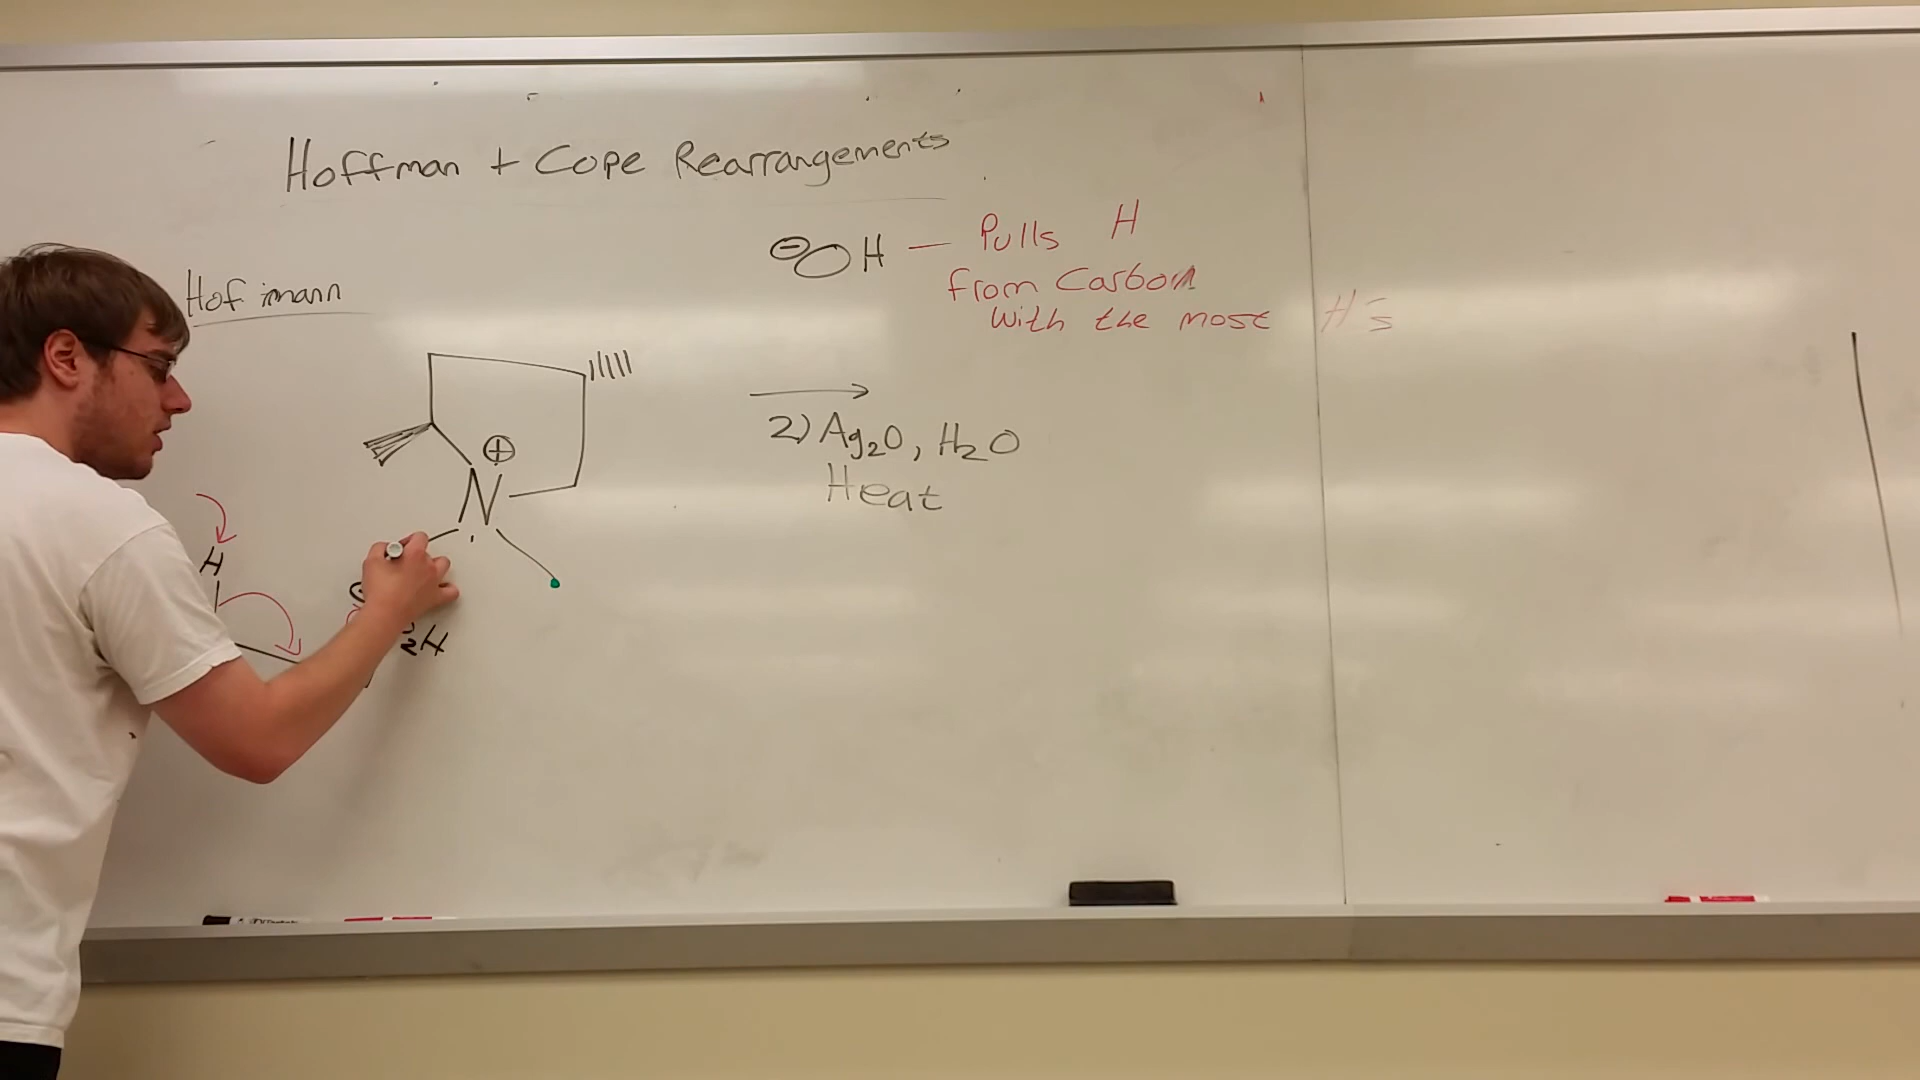 Hoffman + Cope Rearrangements
⊖OH — Pulls H
from Carbon
with the most H's
Hofmann
⊕
N
2) Ag₂O, H₂O
Heat
H
H